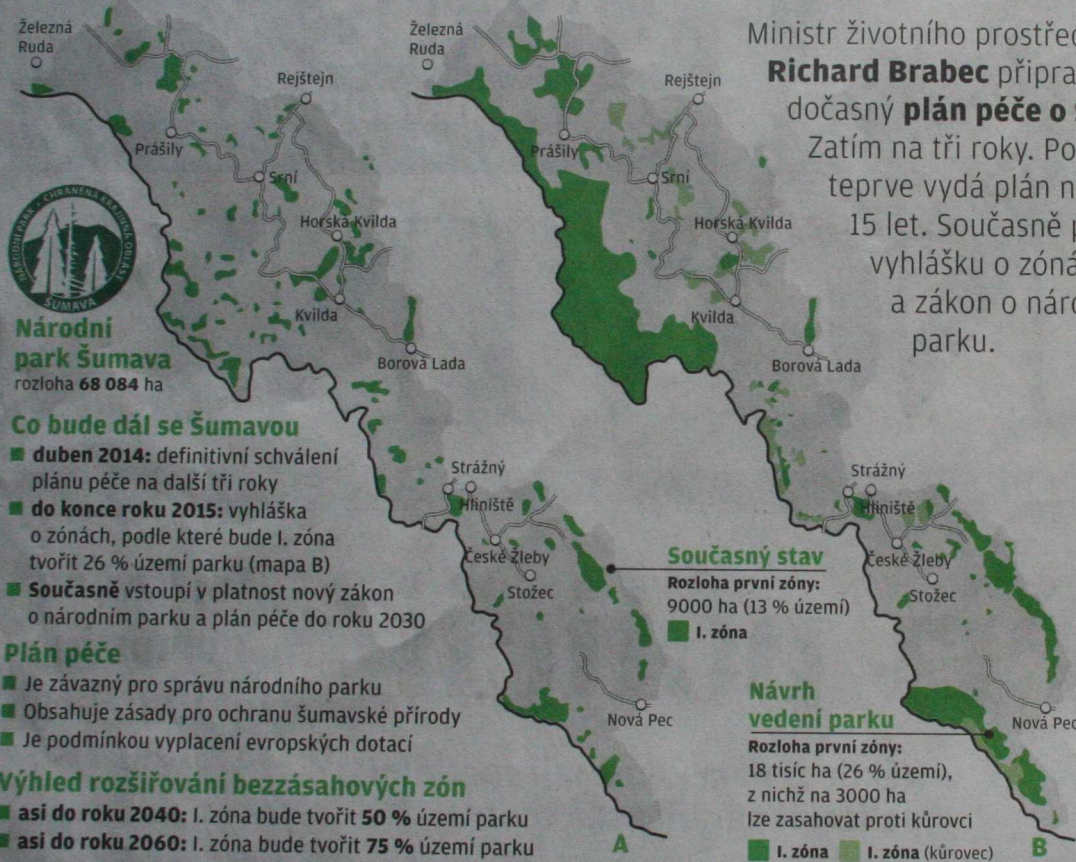 Ministr životního prostřed
Richard Brabec připra
dočasný plán péče o
Zatím na tři roky. Po
teprve vydá plán n
15 let. Současně p
vyhlášku o zóná
a zákon o náro
parku.
Železná
Ruda
Rejštejn
Prášily
Srní
Horská Kvilda
Kvilda
Borová Lada
Strážný
Hliniště
České Žleby
Stožec
Nová Pec
A
NÁRODNÍ PARK · CHRÁNĚNÁ KRAJINNÁ OBLAST
ŠUMAVA
Národní
park Šumava
rozloha 68 084 ha
Co bude dál se Šumavou
duben 2014: definitivní schválení
plánu péče na další tři roky
do konce roku 2015: vyhláška
o zónách, podle které bude I. zóna
tvořit 26 % území parku (mapa B)
Současně vstoupí v platnost nový zákon
o národním parku a plán péče do roku 2030
Plán péče
Je závazný pro správu národního parku
Obsahuje zásady pro ochranu šumavské přírody
Je podmínkou vyplacení evropských dotací
Výhled rozšiřování bezzásahových zón
asi do roku 2040: I. zóna bude tvořit 50 % území parku
asi do roku 2060: I. zóna bude tvořit 75 % území parku
Současný stav
Rozloha první zóny:
9000 ha (13 % území)
I. zóna
Železná
Ruda
Rejštejn
Prášily
Srní
Horská Kvilda
Kvilda
Borová Lada
Strážný
Hliniště
České Žleby
Stožec
Nová Pec
Návrh
vedení parku
Rozloha první zóny:
18 tisíc ha (26 % území),
z nichž na 3000 ha
lze zasahovat proti kůrovci
I. zóna I. zóna (kůrovec)
B